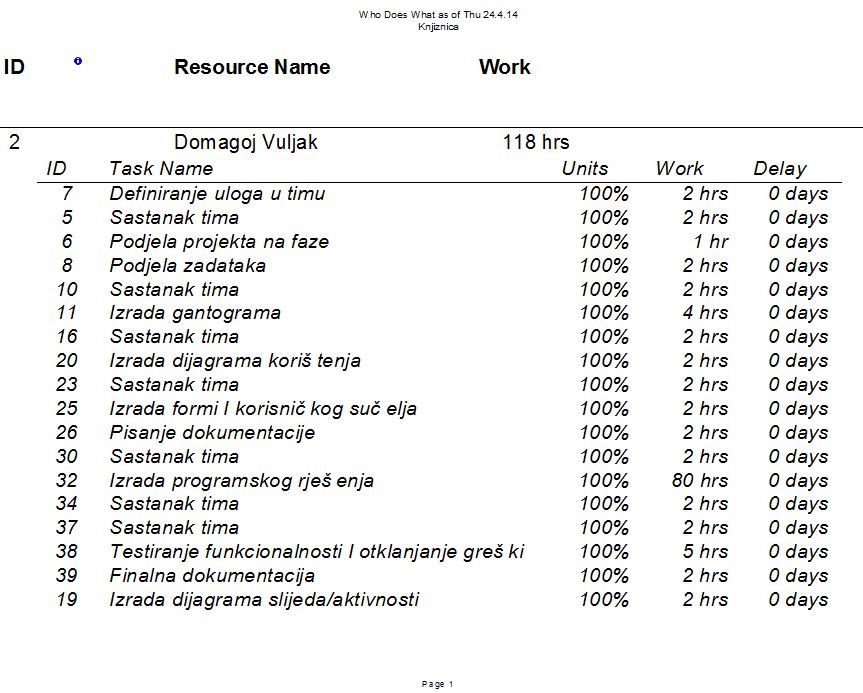 Who Does What as of Thu 24.4.14
Knjiznica
ID Resource Name Work
2 Domagoj Vuljak 118 hrs
ID Task Name Units Work Delay
7 Definiranje uloga u timu 100% 2 hrs 0 days
5 Sastanak tima 100% 2 hrs 0 days
6 Podjela projekta na faze 100% 1 hr 0 days
8 Podjela zadataka 100% 2 hrs 0 days
10 Sastanak tima 100% 2 hrs 0 days
11 Izrada gantograma 100% 4 hrs 0 days
16 Sastanak tima 100% 2 hrs 0 days
20 Izrada dijagrama koriš tenja 100% 2 hrs 0 days
23 Sastanak tima 100% 2 hrs 0 days
25 Izrada formi I korisnič kog suč elja 100% 2 hrs 0 days
26 Pisanje dokumentacije 100% 2 hrs 0 days
30 Sastanak tima 100% 2 hrs 0 days
32 Izrada programskog rješ enja 100% 80 hrs 0 days
34 Sastanak tima 100% 2 hrs 0 days
37 Sastanak tima 100% 2 hrs 0 days
38 Testiranje funkcionalnosti I otklanjanje greš ki 100% 5 hrs 0 days
39 Finalna dokumentacija 100% 2 hrs 0 days
19 Izrada dijagrama slijeda/aktivnosti 100% 2 hrs 0 days
Page 1